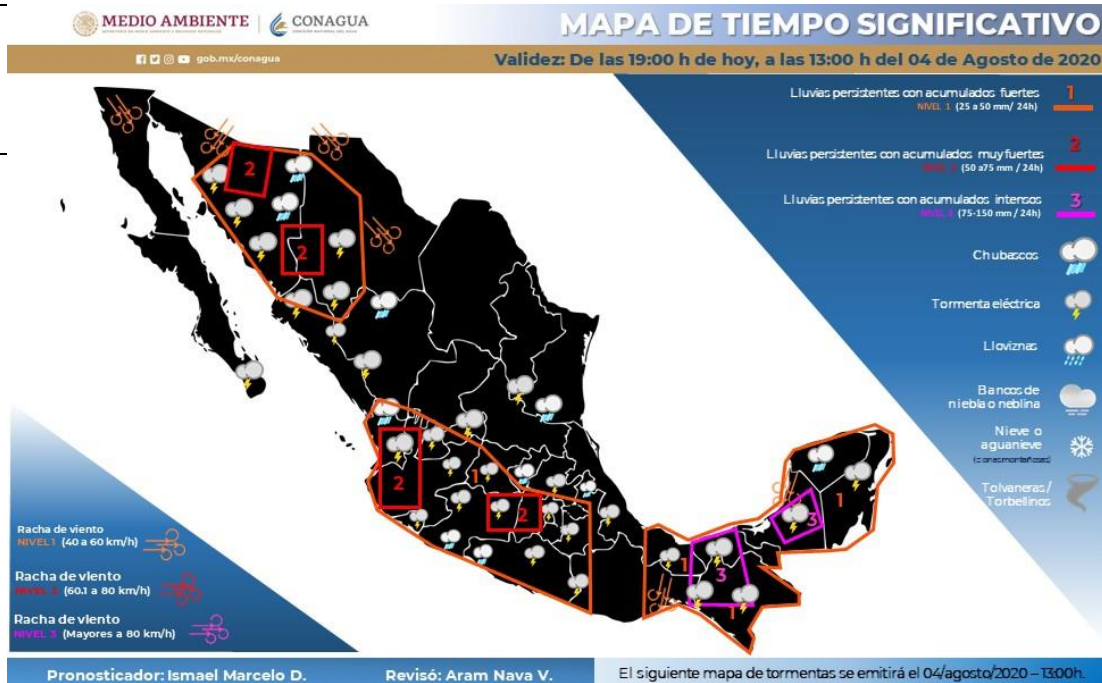 MEDIO AMBIENTE
CONAGUA
MAPA DE TIEMPO SIGNIFICATIVO
gob.mx/conagua
Validez: De las 19:00 h de hoy, a las 13:00 h del 04 de Agosto de 2020
Lluvias persistentes con acumulados fuertes 1
NIVEL 1 (25 a 50 mm/ 24h)
Lluvias persistentes con acumulados muy fuertes 2
(50 a75 mm / 24h)
Lluvias persistentes con acumulados intensos 3
(75-150 mm / 24h)
Chubascos
Tormenta eléctrica
Lloviznas
Bancos de
niebla o neblina
Nieve o
aguanieve
Tolvaneras /
Torbellinos
2
2
1
2
2
1
3
1
3
1
Racha de viento
NIVEL 1 (40 a 60 km/h)
Racha de viento
NIVEL 2 (60.1 a 80 km/h)
Racha de viento
NIVEL 3 (Mayores a 80 km/h)
Pronosticador: Ismael Marcelo D.
Revisó: Aram Nava V.
El siguiente mapa de tormentas se emitirá el 04/agosto/2020 – 13:00h.